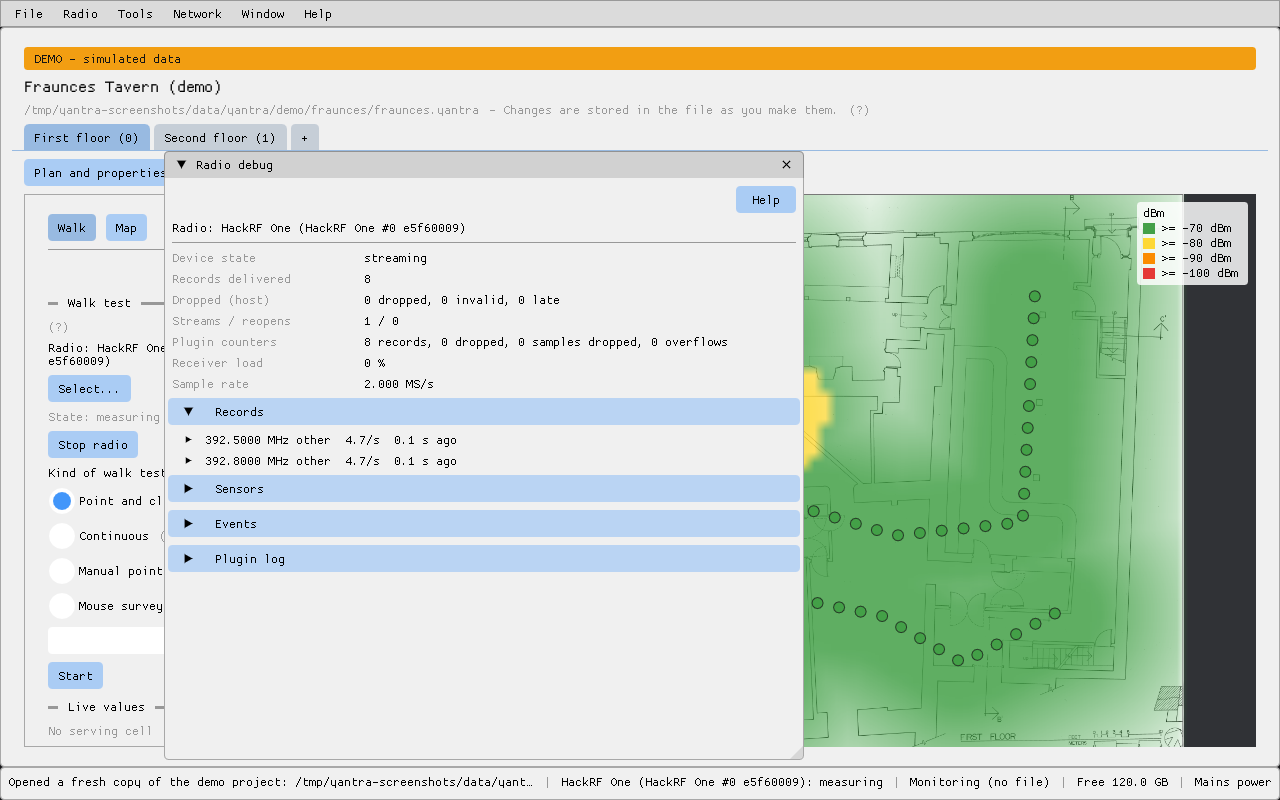 File Radio Tools Network Window Help
DEMO - simulated data
Fraunces Tavern (demo)
/tmp/yantra-screenshots/data/yantra/demo/fraunces/fraunces.yantra - Changes are stored in the file as you make them. (?)
First floor (0) Second floor (1) +
Plan and properties
Walk Map
Walk test
(?)
Radio: HackRF One
e5f60009)
Select...
State: measuring
Stop radio
Kind of walk test
Point and cl
Continuous (
Manual point
Mouse survey
Start
Live values
No serving cell
Radio debug
Help
Radio: HackRF One (HackRF One #0 e5f60009)
Device state streaming
Records delivered 8
Dropped (host) 0 dropped, 0 invalid, 0 late
Streams / reopens 1 / 0
Plugin counters 8 records, 0 dropped, 0 samples dropped, 0 overflows
Receiver load 0 %
Sample rate 2.000 MS/s
Records
392.5000 MHz other 4.7/s 0.1 s ago
392.8000 MHz other 4.7/s 0.1 s ago
Sensors
Events
Plugin log
dBm
>= -70 dBm
>= -80 dBm
>= -90 dBm
>= -100 dBm
FIRST FLOOR
METERS
Opened a fresh copy of the demo project: /tmp/yantra-screenshots/data/yant… | HackRF One (HackRF One #0 e5f60009): measuring | Monitoring (no file) | Free 120.0 GB | Mains power